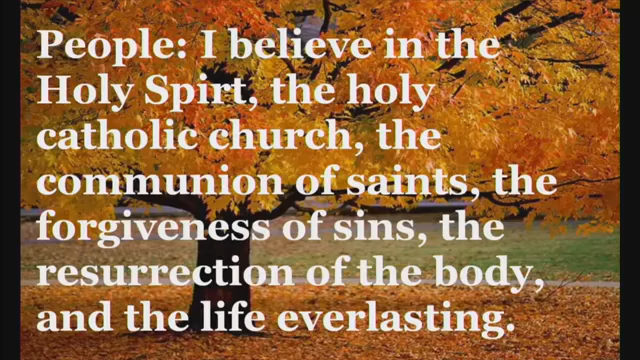 People: I believe in the
Holy Spirt, the holy
catholic church, the
communion of saints, the
forgiveness of sins, the
resurrection of the body,
and the life everlasting.